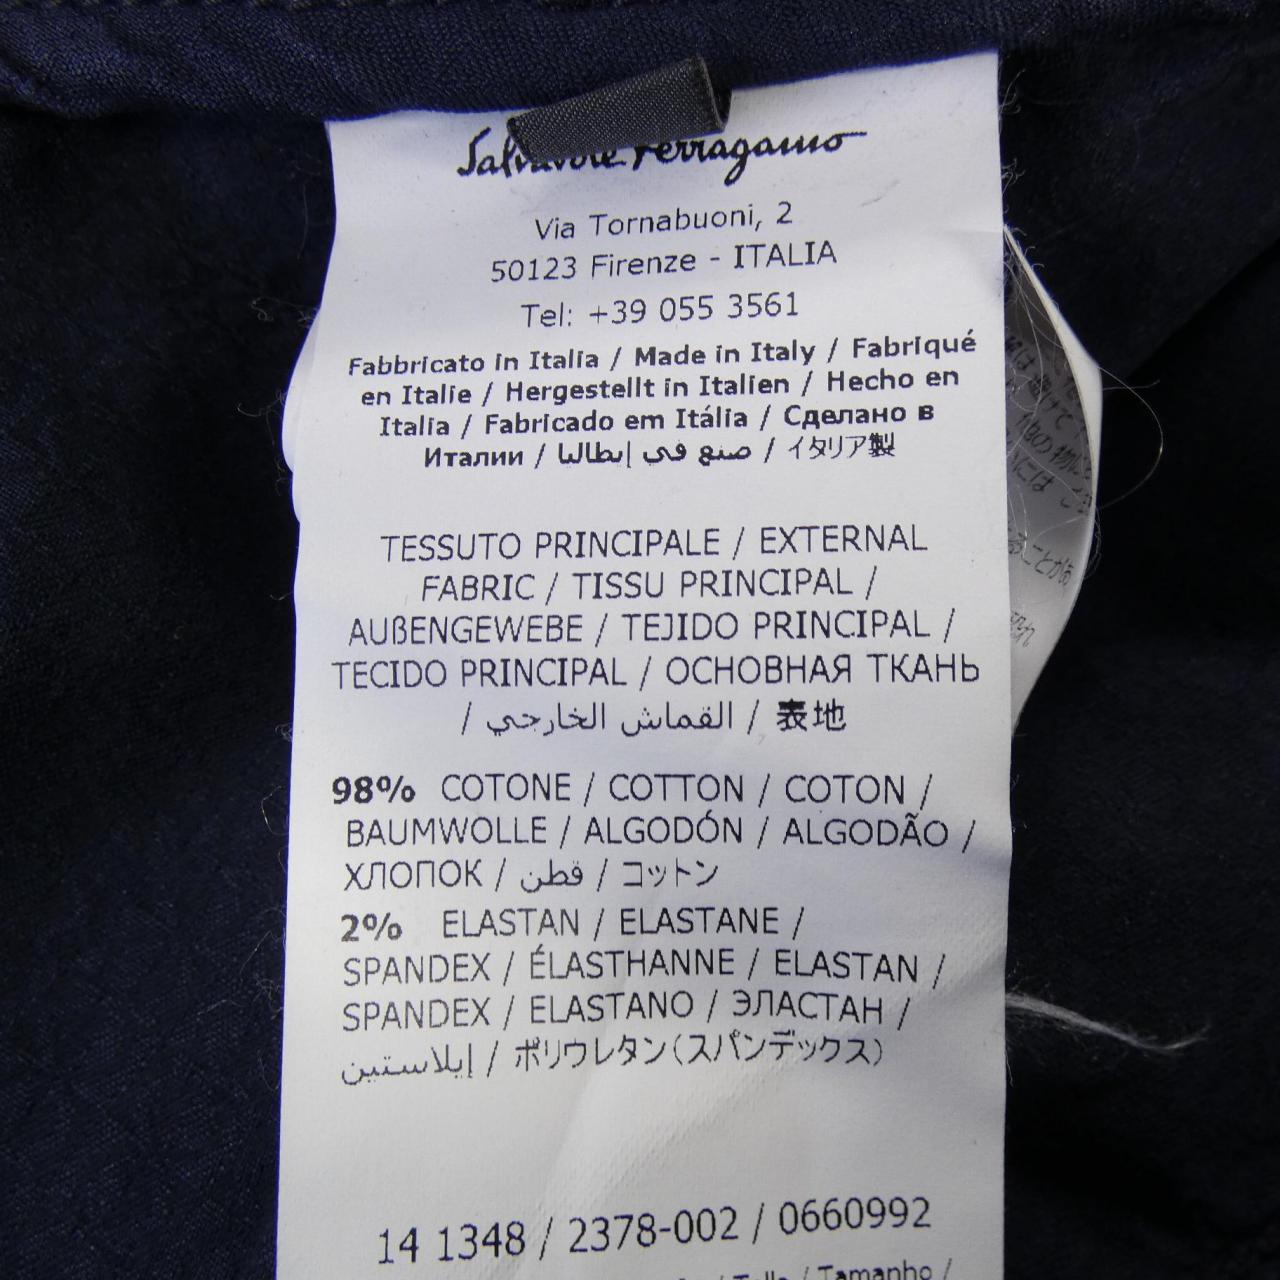 Salvatore Ferragamo
Via Tornabuoni, 2
50123 Firenze - ITALIA
Tel: +39 055 3561
Fabbricato in Italia / Made in Italy / Fabriqué
en Italie / Hergestellt in Italien / Hecho en
Italia / Fabricado em Itália / Сделано в
Италии / صنع في إيطاليا / イタリア製
TESSUTO PRINCIPALE / EXTERNAL
FABRIC / TISSU PRINCIPAL /
AUßENGEWEBE / TEJIDO PRINCIPAL /
TECIDO PRINCIPAL / ОСНОВНАЯ ТКАНЬ
/ القماش الخارجي / 表地
98% COTONE / COTTON / COTON /
BAUMWOLLE / ALGODÓN / ALGODÃO /
ХЛОПОК / قطن / コットン
2% ELASTAN / ELASTANE /
SPANDEX / ÉLASTHANNE / ELASTAN /
SPANDEX / ELASTANO / ЭЛАСТАН /
إيلاستين / ポリウレタン(スパンデックス)
14 1348 / 2378-002 / 0660992
/ Talla / Tamanho /